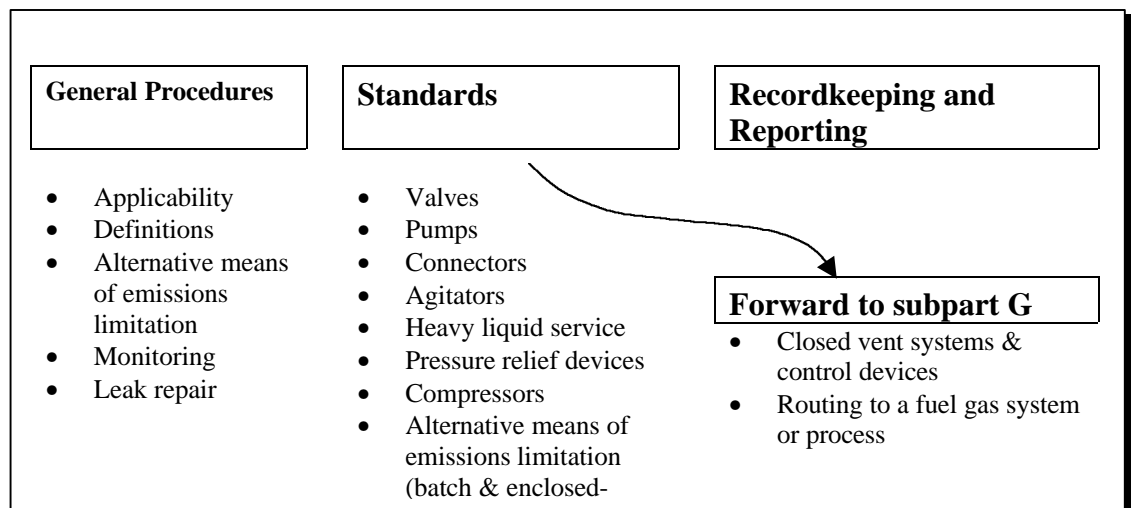 General Procedures
• Applicability
• Definitions
• Alternative means
of emissions
limitation
• Monitoring
• Leak repair
Standards
• Valves
• Pumps
• Connectors
• Agitators
• Heavy liquid service
• Pressure relief devices
• Compressors
• Alternative means of
emissions limitation
(batch & enclosed-
Recordkeeping and
Reporting
Forward to subpart G
• Closed vent systems &
control devices
• Routing to a fuel gas system
or process